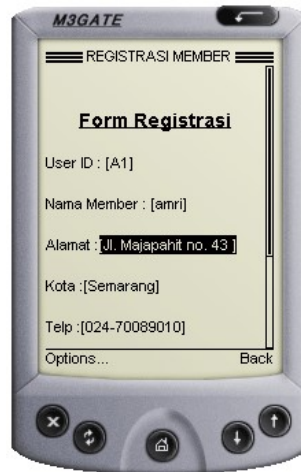 M3GATE
REGISTRASI MEMBER
Form Registrasi
User ID : [A1]
Nama Member : [amri]
Alamat :[Jl. Majapahit no. 43 ]
Kota :[Semarang]
Telp :[024-70089010]
Options... Back